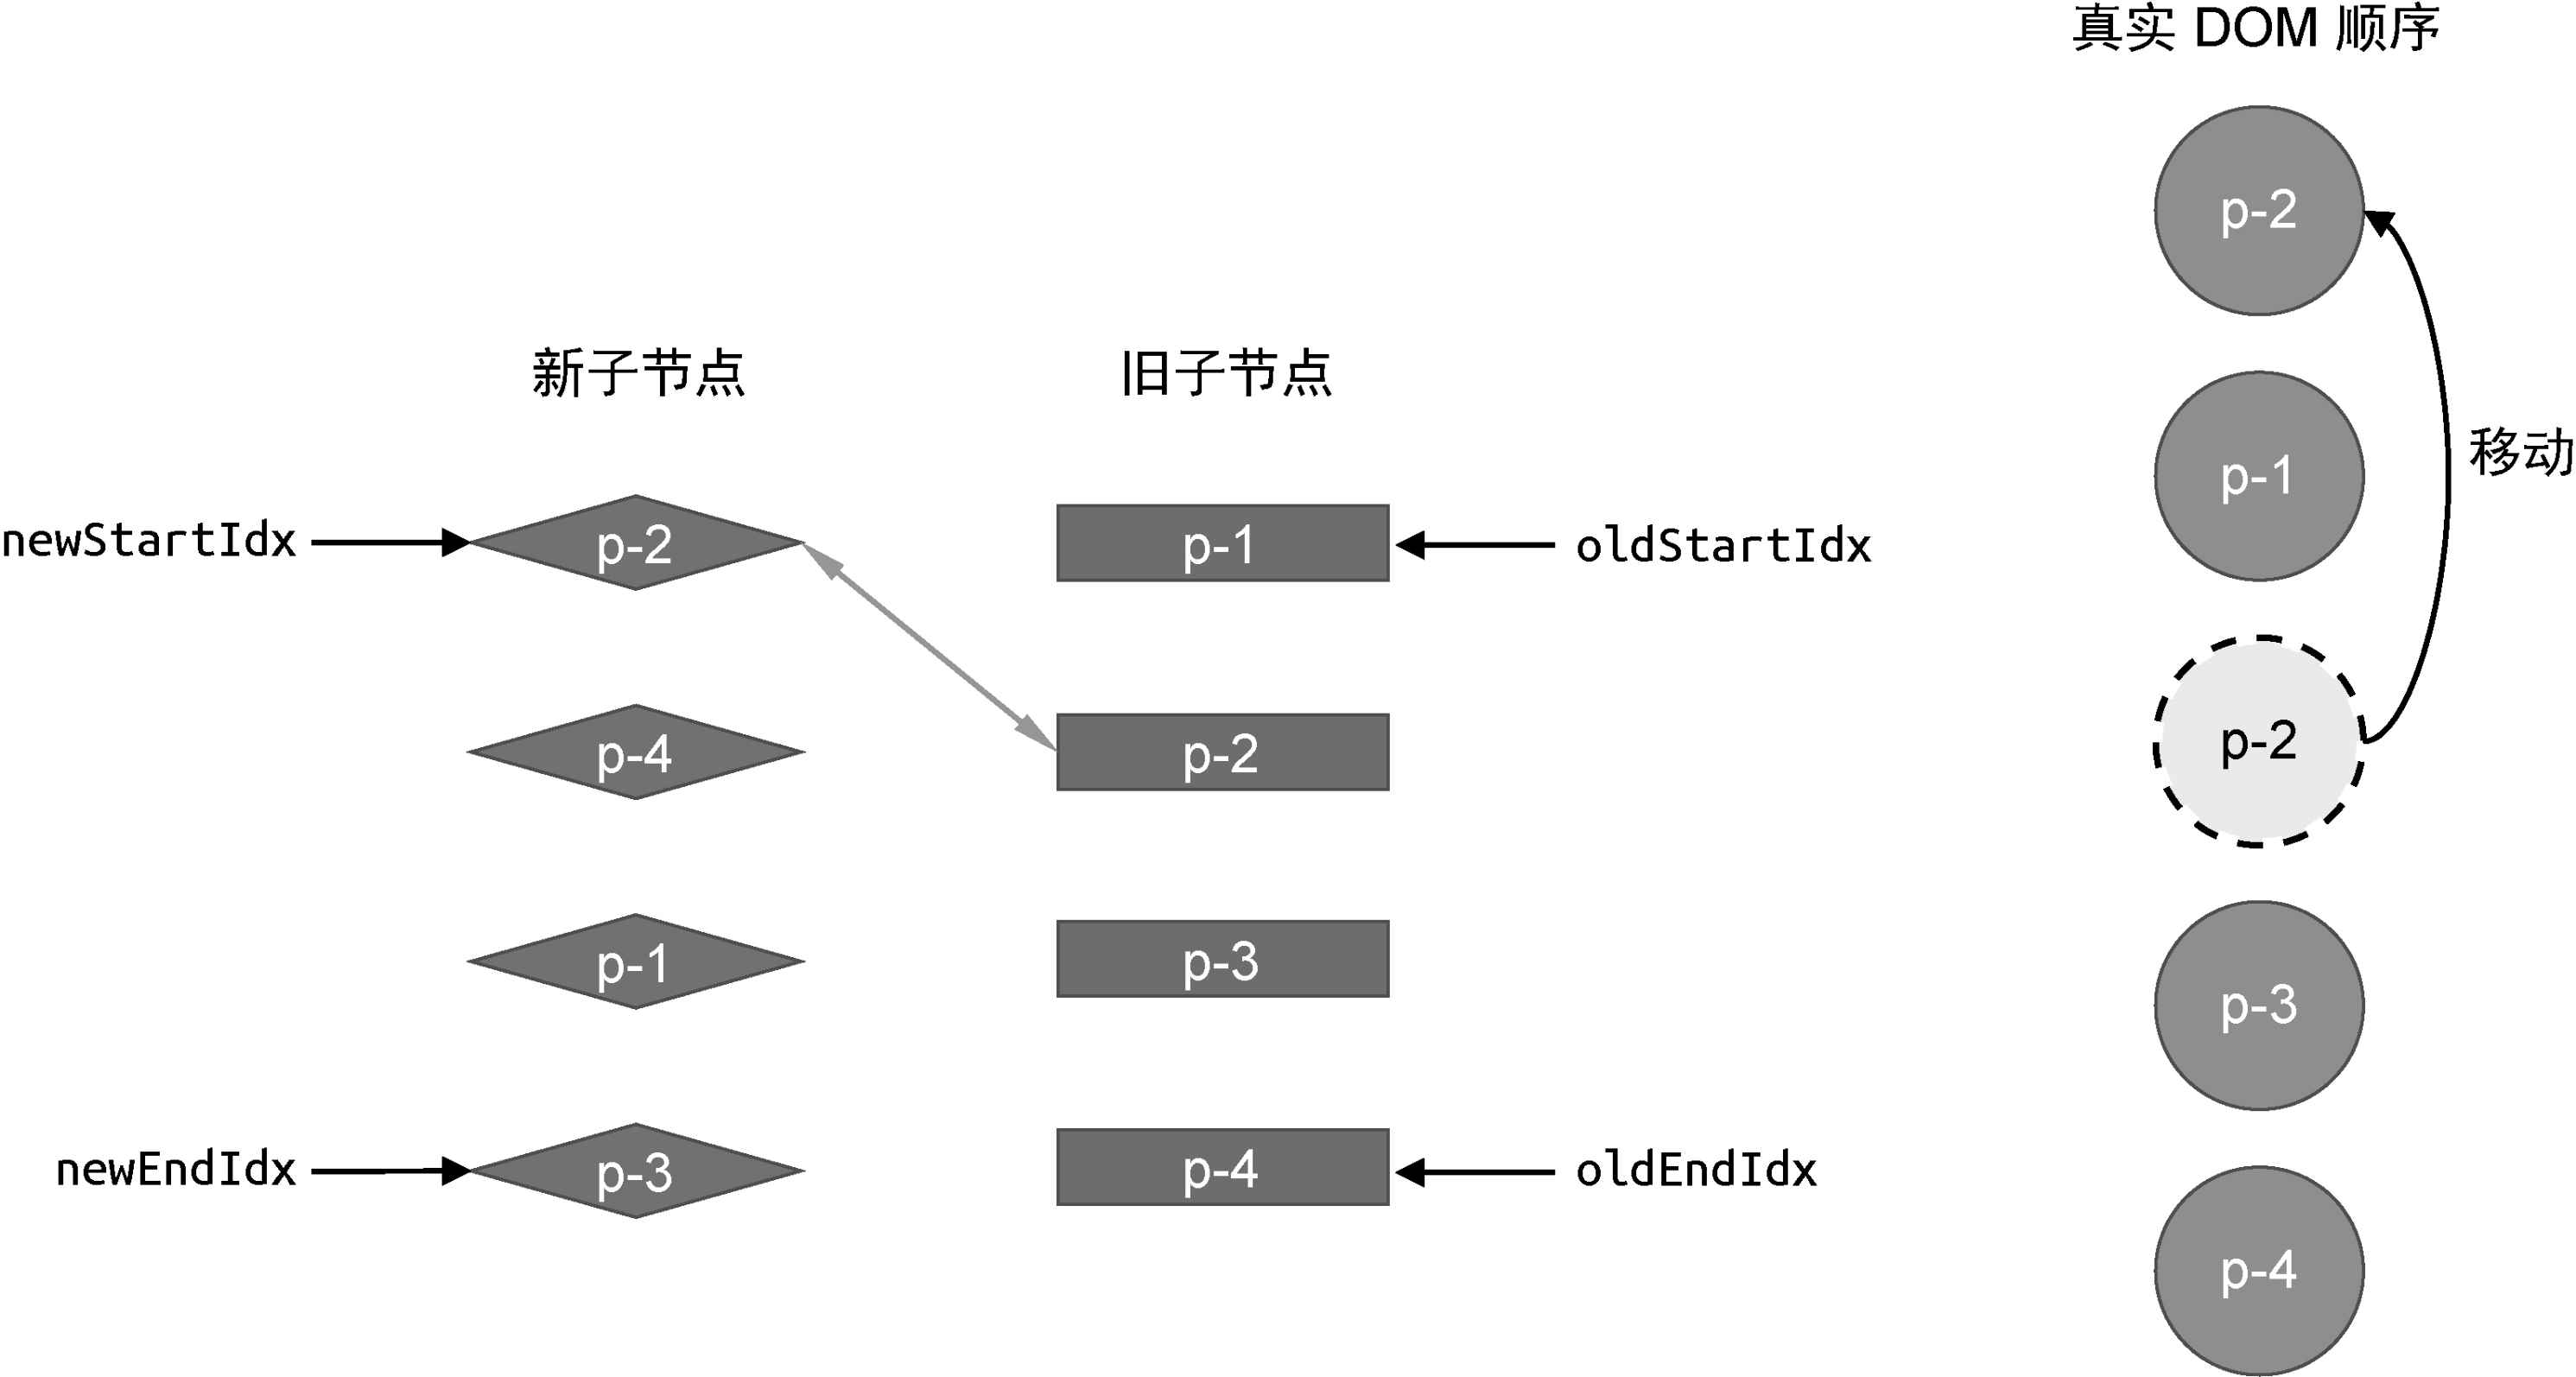 真实 DOM 顺序
p-2
新子节点 旧子节点
p-1
移动
newStartIdx p-2 p-1 oldStartIdx
p-4 p-2
p-2
p-1 p-3
p-3
newEndIdx p-3 p-4 oldEndIdx
p-4